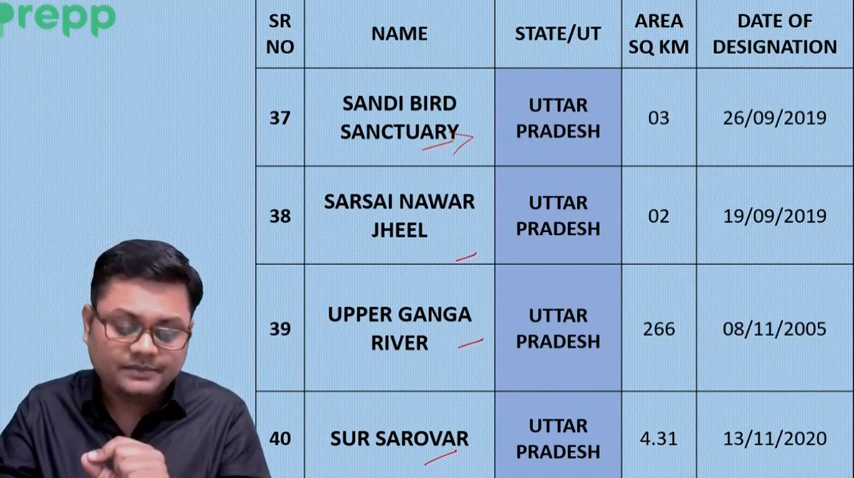 Prepp
SR
NO
NAME
STATE/UT
AREA
SQ KM
DATE OF
DESIGNATION
37
SANDI BIRD
SANCTUARY
UTTAR
PRADESH
03
26/09/2019
38
SARSAI NAWAR
JHEEL
UTTAR
PRADESH
02
19/09/2019
39
UPPER GANGA
RIVER
UTTAR
PRADESH
266
08/11/2005
40
SUR SAROVAR
UTTAR
PRADESH
4.31
13/11/2020